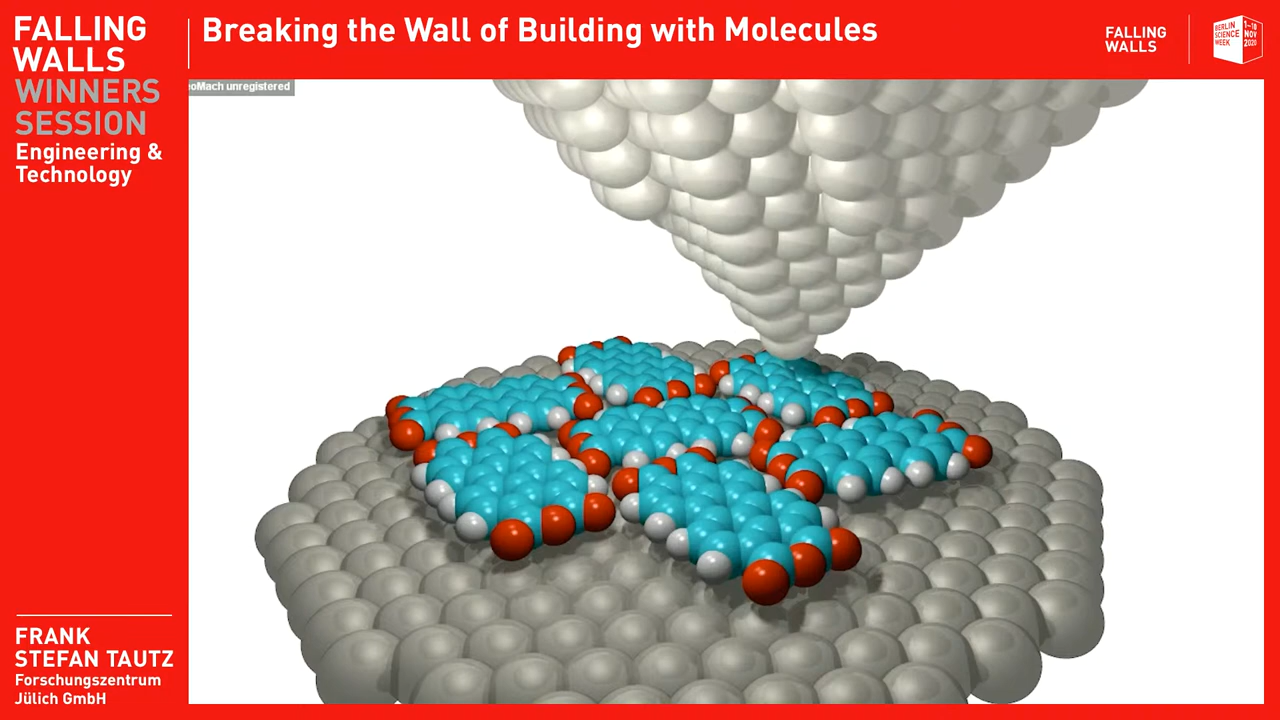 FALLING
WALLS
WINNERS
SESSION
Engineering &
Technology
Breaking the Wall of Building with Molecules
FALLING
WALLS
BERLIN
SCIENCE
WEEK
1–10
NOV
2020
oMach unregistered
FRANK
STEFAN TAUTZ
Forschungszentrum
Jülich GmbH